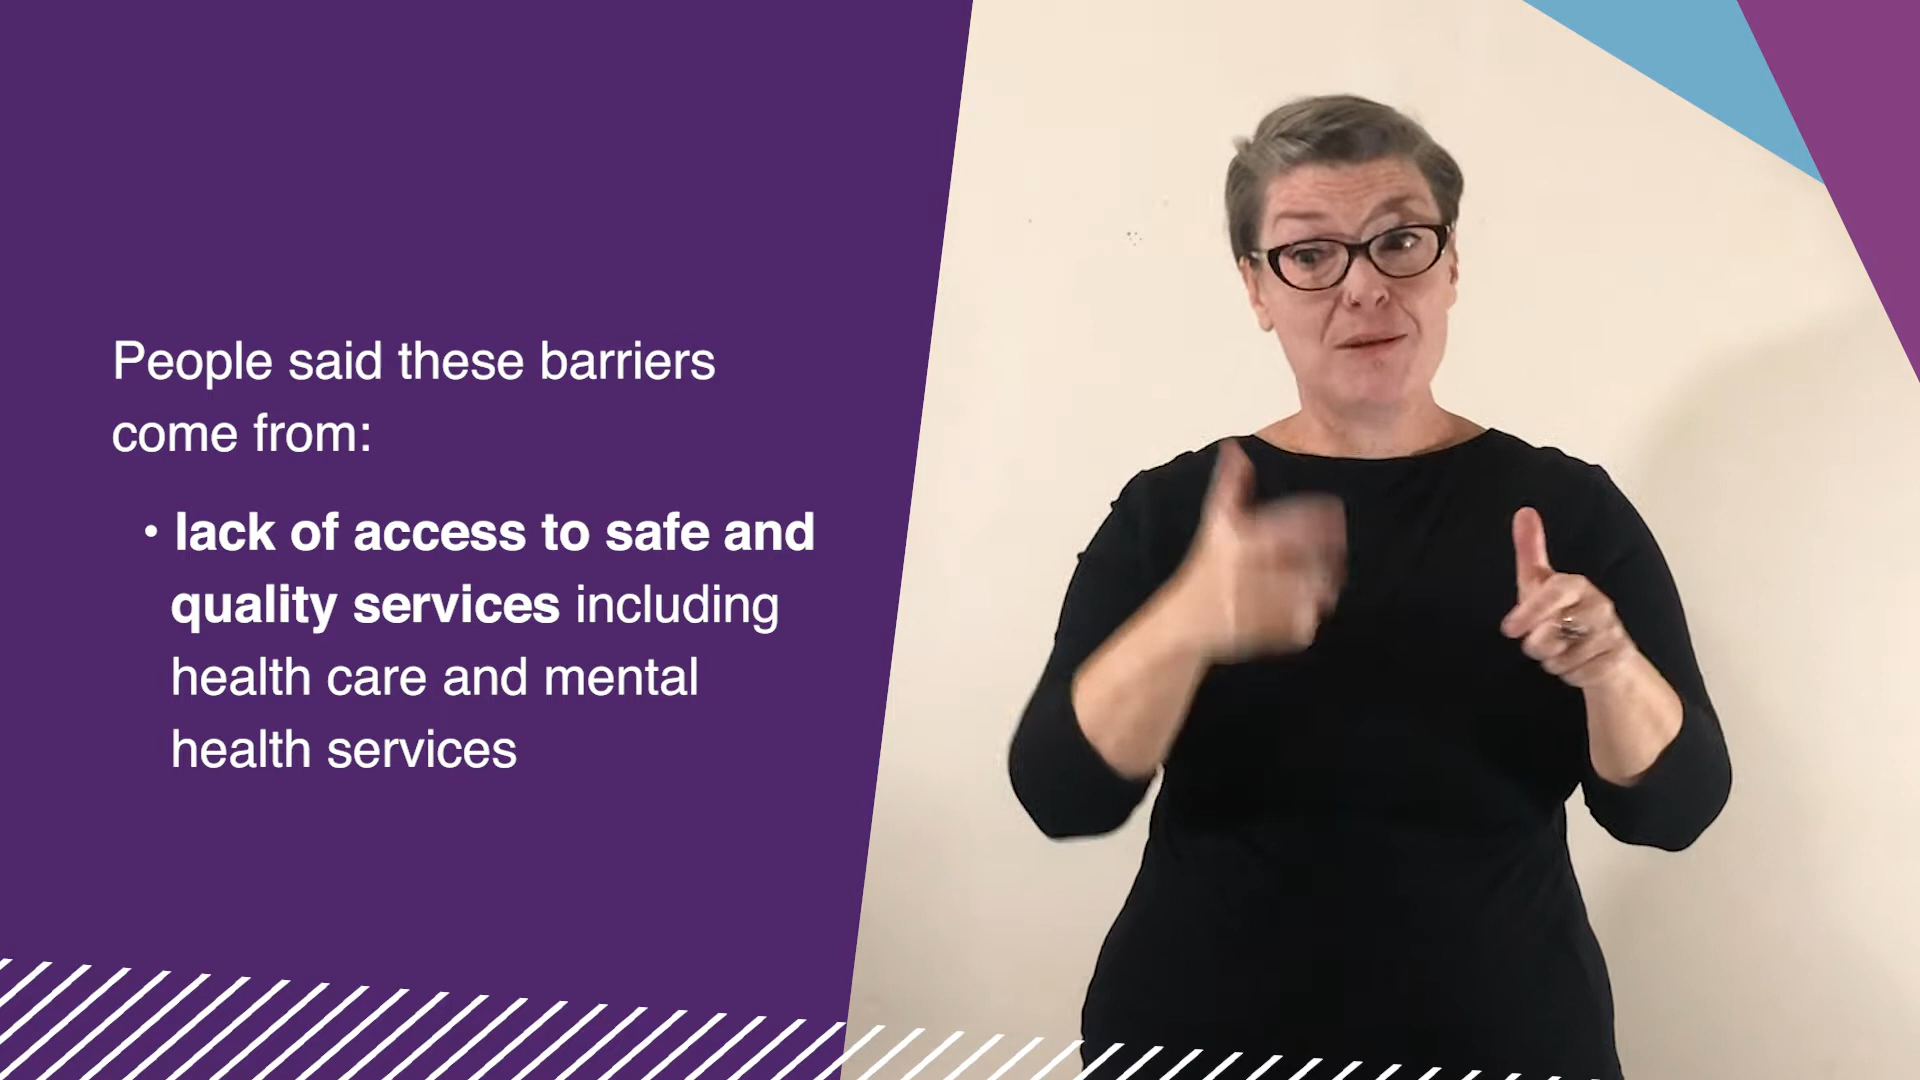 People said these barriers
come from:
• lack of access to safe and
quality services including
health care and mental
health services